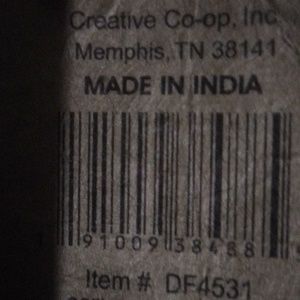 Creative Co-op, Inc
Memphis, TN 38141
MADE IN INDIA
1 91009 38488
Item # DF4531